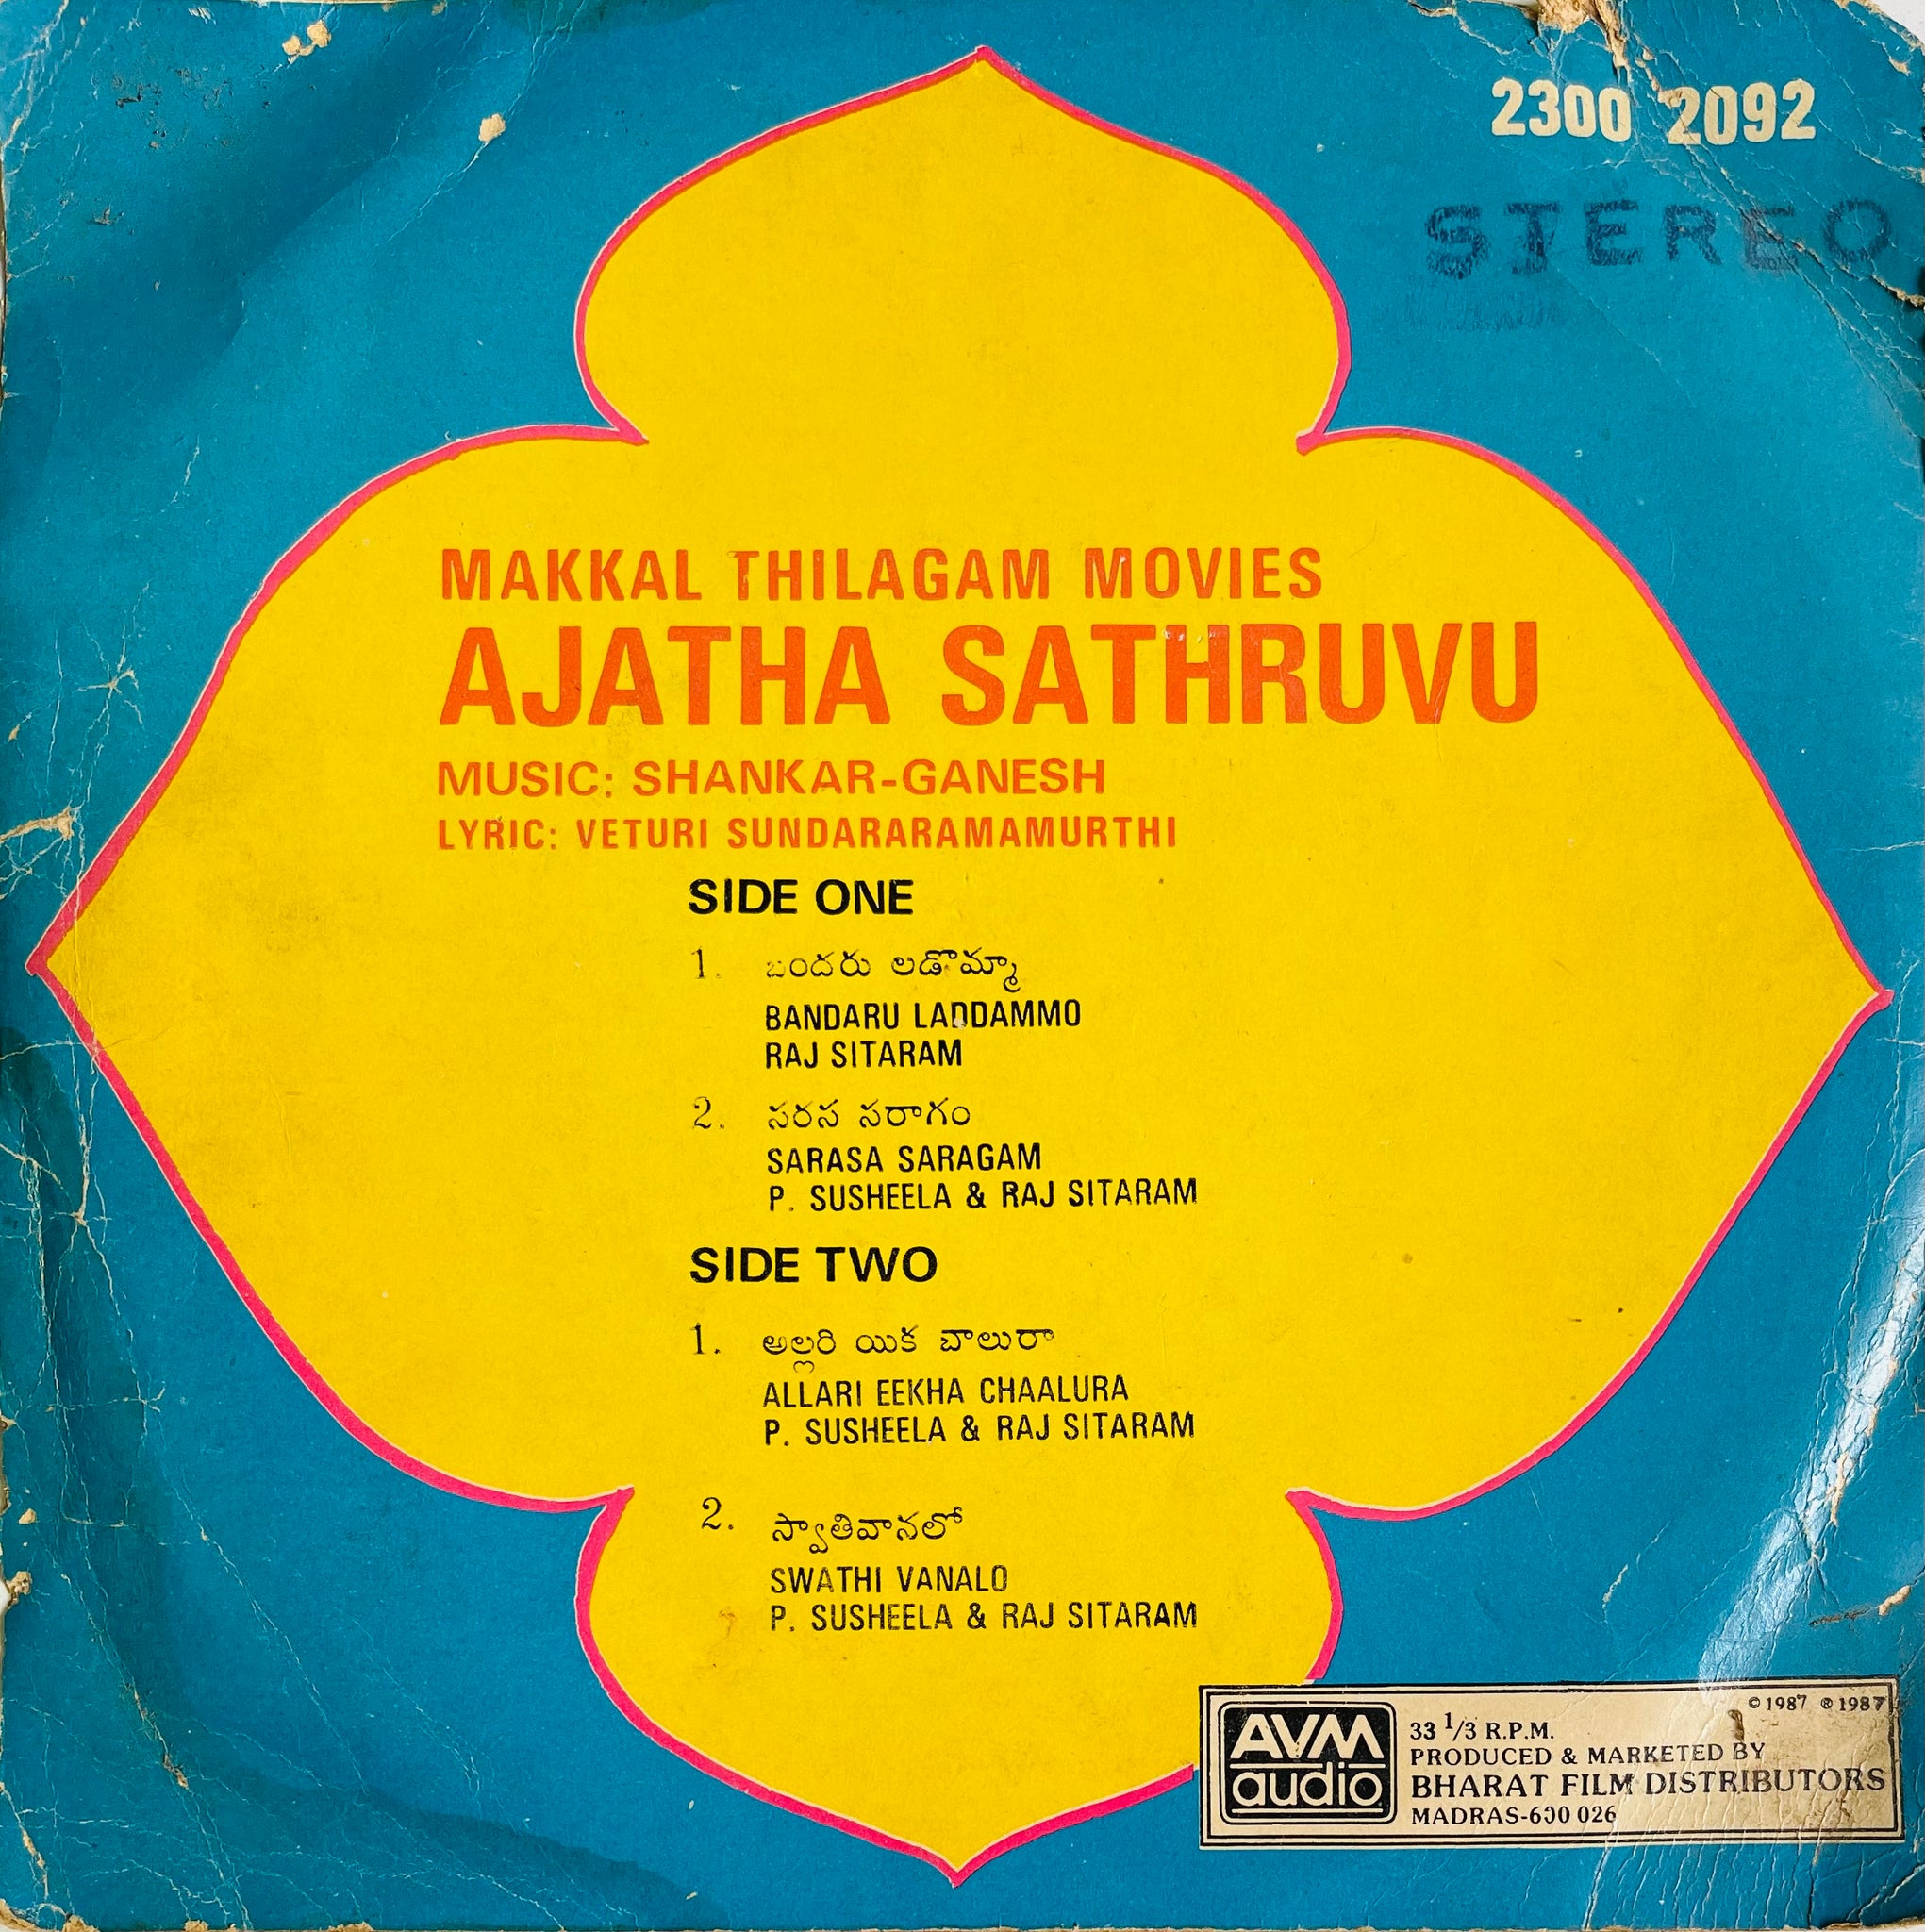 2300 2092
STEREO
MAKKAL THILAGAM MOVIES
AJATHA SATHRUVU
MUSIC: SHANKAR-GANESH
LYRIC: VETURI SUNDARARAMAMURTHI
SIDE ONE
1. బందరు లడొమ్మా
BANDARU LADDAMMO
RAJ SITARAM
2. సరస సరాగం
SARASA SARAGAM
P. SUSHEELA & RAJ SITARAM
SIDE TWO
1. అల్లరి యిక చాలురా
ALLARI EEKHA CHAALURA
P. SUSHEELA & RAJ SITARAM
2. స్వాతివానలో
SWATHI VANALO
P. SUSHEELA & RAJ SITARAM
AVM
audio
© 1987 ® 1987
33 1/3 R.P.M.
PRODUCED & MARKETED BY
BHARAT FILM DISTRIBUTORS
MADRAS-600 026